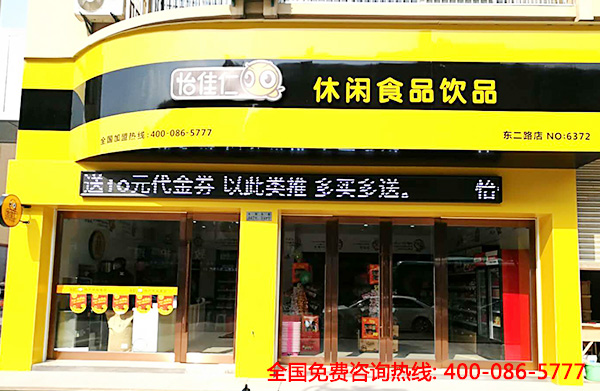 怡佳仁
休闲食品饮品
全国加盟热线:400-086-5777
东二路店 NO:6372
送10元代金券 以此类推 多买多送。 怡
全国免费咨询热线: 400-086-5777